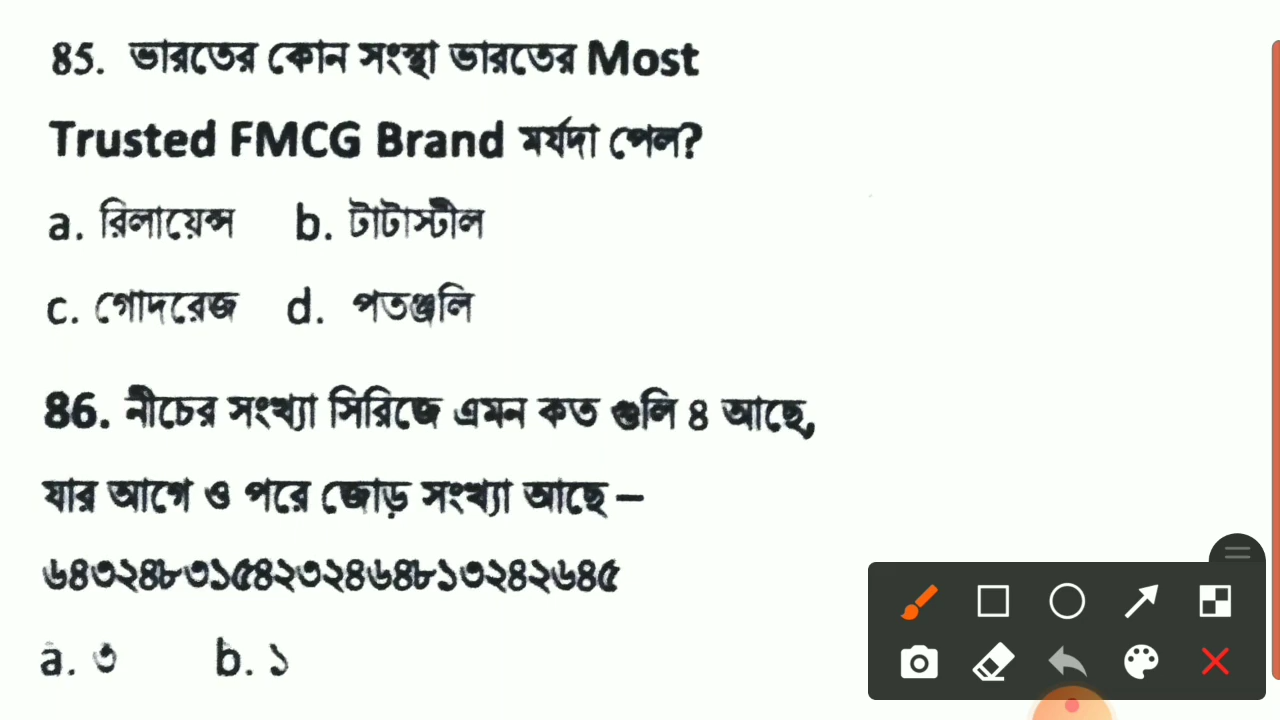 85. ভারতের কোন সংস্থা ভারতের Most
Trusted FMCG Brand মর্যদা পেল?
a. রিলায়েন্স b. টাটাস্টীল
c. গোদরেজ d. পতঞ্জলি
86. নীচের সংখ্যা সিরিজে এমন কত গুলি ৪ আছে,
যার আগে ও পরে জোড় সংখ্যা আছে –
৬৪৩২৪৮৩১৫৪২৩২৪৬৪৮১৩২৪২৬৪৫
a. ৩ b. ১